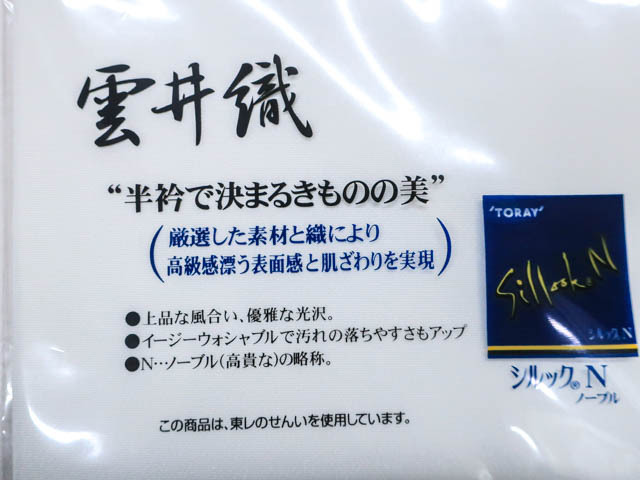 雲井織
“半衿で決まるきものの美”
(厳選した素材と織により
高級感漂う表面感と肌ざわりを実現)
●上品な風合い、優雅な光沢。
●イージーウォシャブルで汚れの落ちやすさもアップ
●N…ノーブル(高貴な)の略称。
この商品は、東レのせんいを使用しています。
'TORAY'
Sillook® N
シルックN
シルック® N
ノーブル